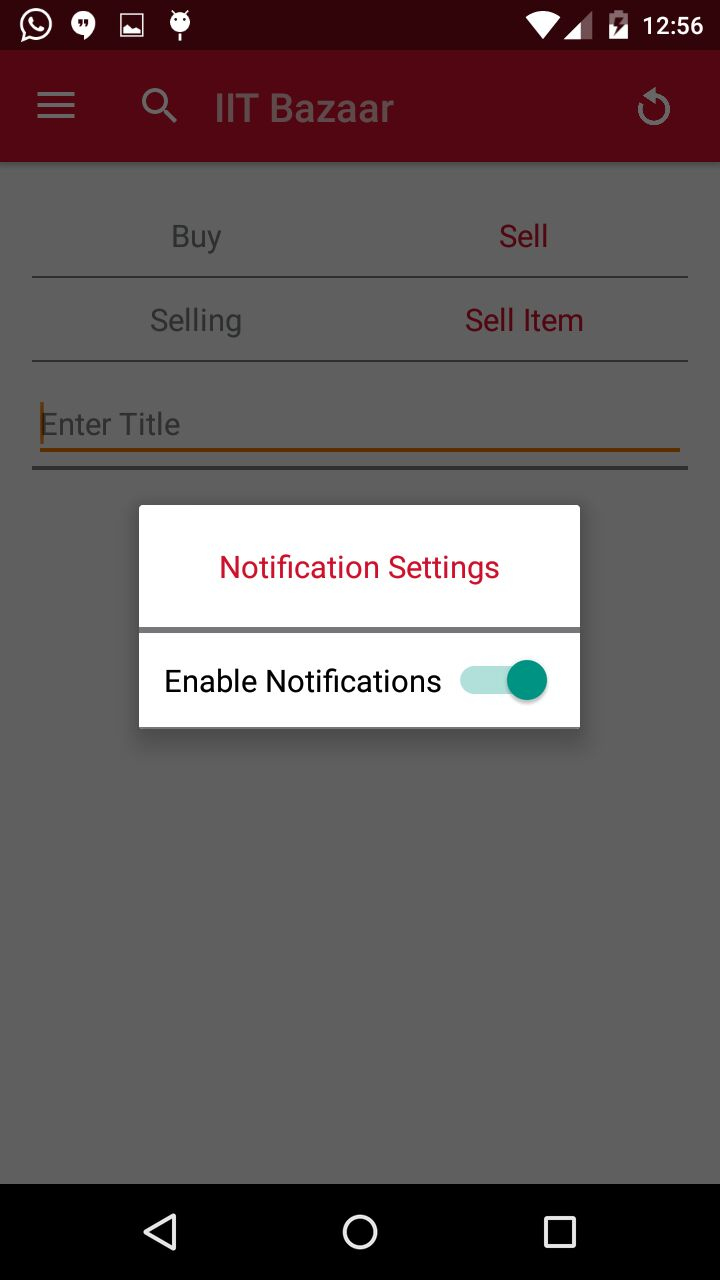 12:56
IIT Bazaar
Buy Sell
Selling Sell Item
Enter Title
Notification Settings
Enable Notifications